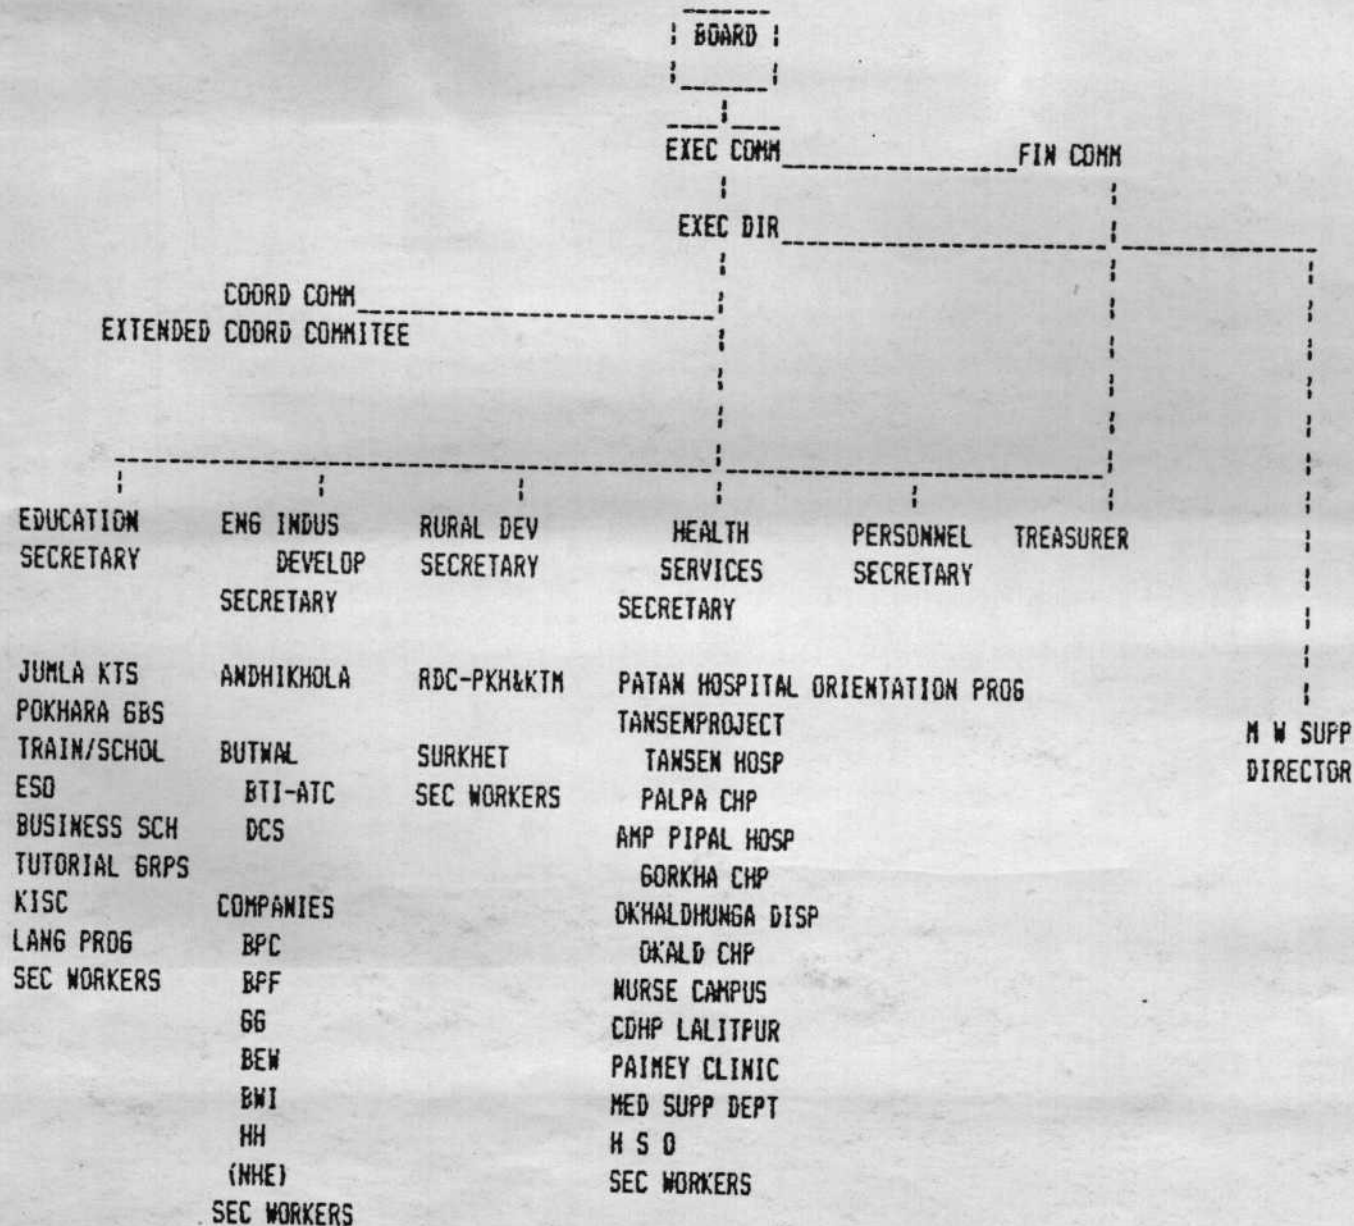 BOARD
EXEC COMM FIN COMM
EXEC DIR
COORD COMM
EXTENDED COORD COMMITEE
EDUCATION
SECRETARY
ENG INDUS
DEVELOP
SECRETARY
RURAL DEV
SECRETARY
HEALTH
SERVICES
SECRETARY
PERSONNEL
SECRETARY
TREASURER
JUMLA KTS
POKHARA GBS
TRAIN/SCHOL
ESO
BUSINESS SCH
TUTORIAL GRPS
KISC
LANG PROG
SEC WORKERS
ANDHIKHOLA
BUTWAL
BTI-ATC
DCS
COMPANIES
BPC
BPF
GG
BEW
BWI
HH
(NHE)
SEC WORKERS
RDC-PKH&KTM
SURKHET
SEC WORKERS
PATAN HOSPITAL ORIENTATION PROG
TANSENPROJECT
TANSEN HOSP
PALPA CHP
AMP PIPAL HOSP
GORKHA CHP
OKHALDHUNGA DISP
OKALD CHP
NURSE CAMPUS
CDHP LALITPUR
PAIMEY CLINIC
MED SUPP DEPT
H S O
SEC WORKERS
M W SUPP
DIRECTOR